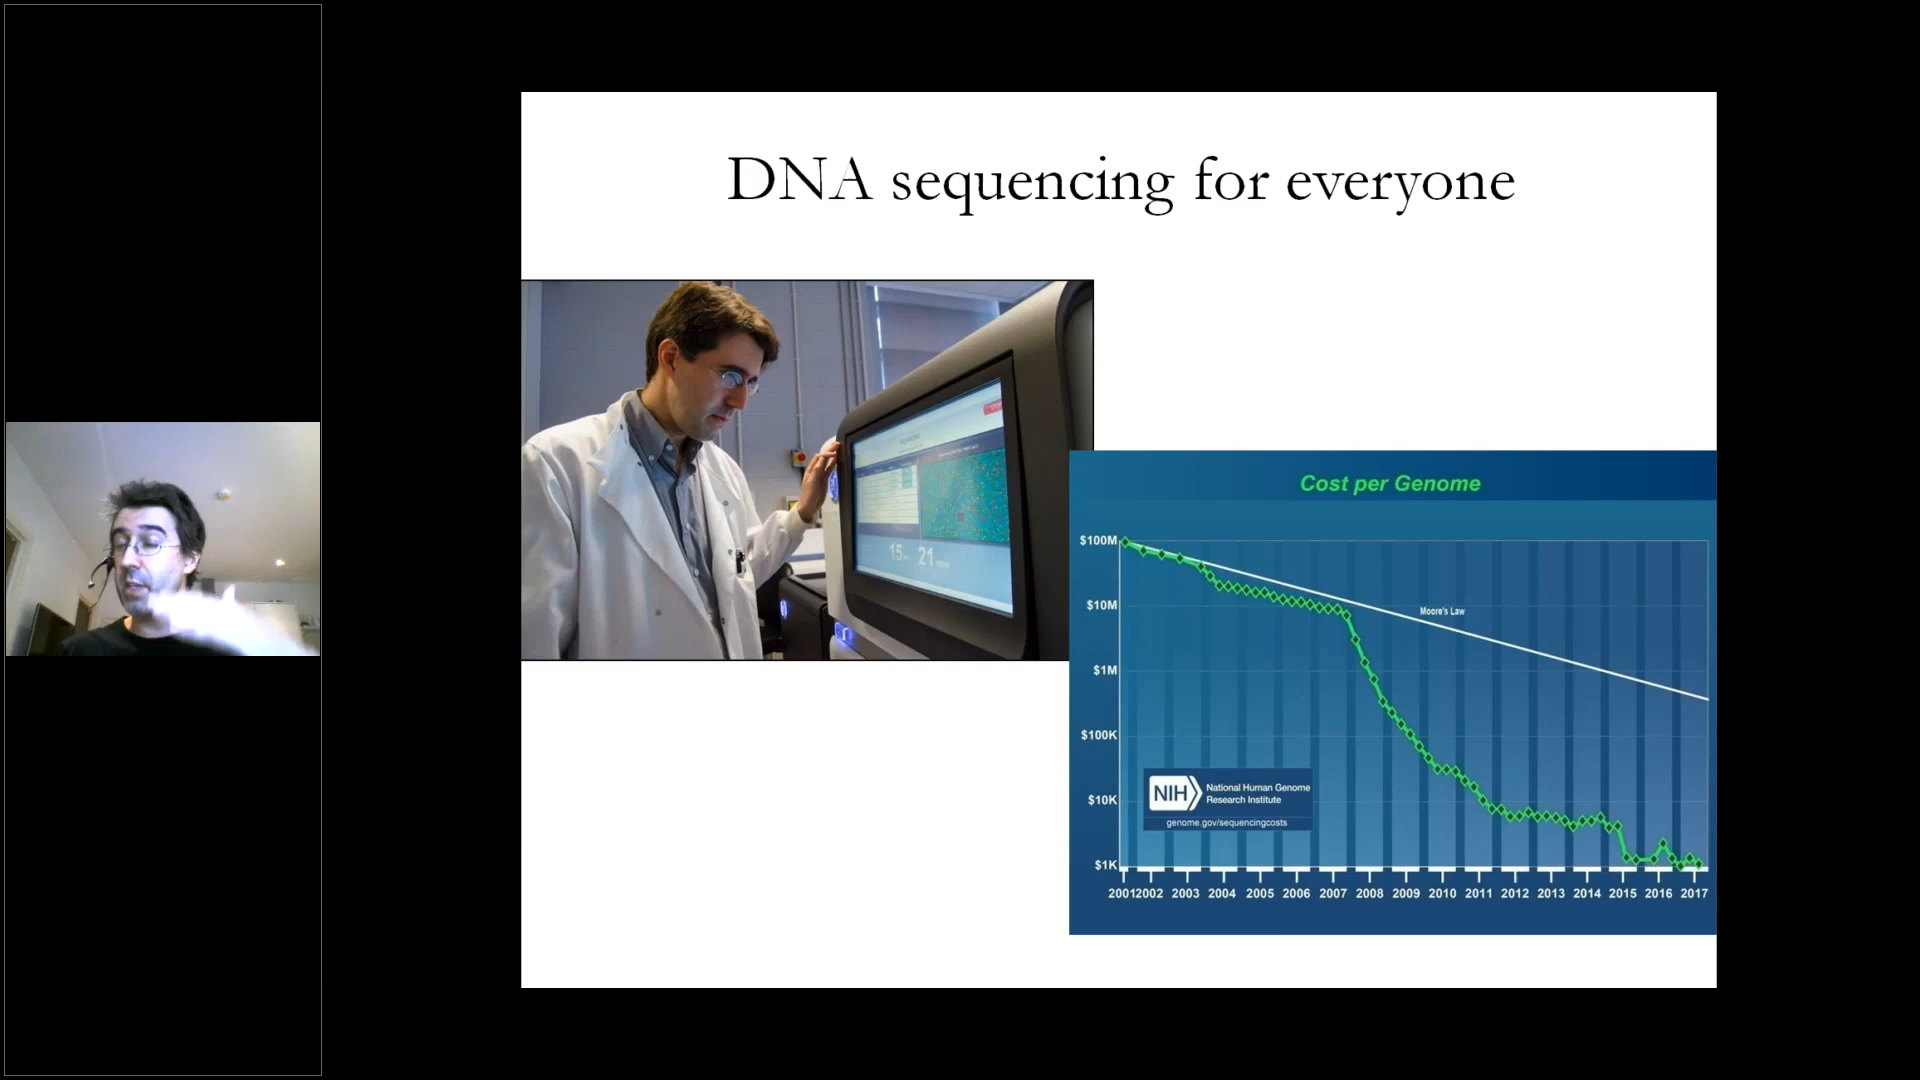 DNA sequencing for everyone
15 21
Cost per Genome
$100M
$10M
$1M
$100K
$10K
$1K
Moore's Law
NIH
National Human Genome
Research Institute
genome.gov/sequencingcosts
2001 2002 2003 2004 2005 2006 2007 2008 2009 2010 2011 2012 2013 2014 2015 2016 2017